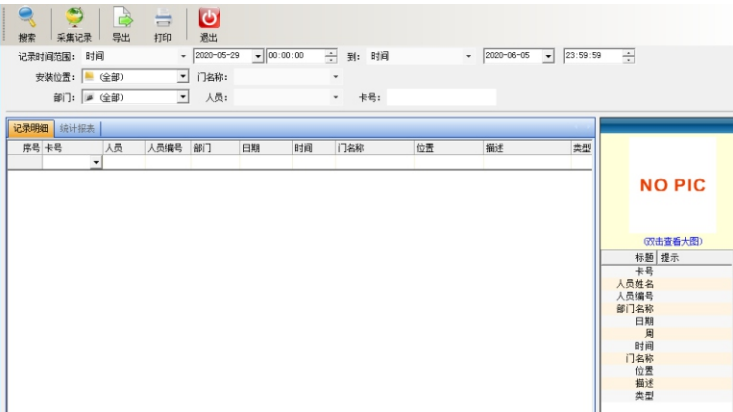 搜索 采集记录 导出 打印 退出
记录时间范围: 时间 2020-05-29 00:00:00 到: 时间 2020-06-05 23:59:59
安装位置: (全部) 门名称:
部门: (全部) 人员: 卡号:
记录明细 统计报表
序号 卡号 人员 人员编号 部门 日期 时间 门名称 位置 描述 类型
NO PIC
(双击查看大图)
标题 提示
卡号
人员姓名
人员编号
部门名称
日期
周
时间
门名称
位置
描述
类型